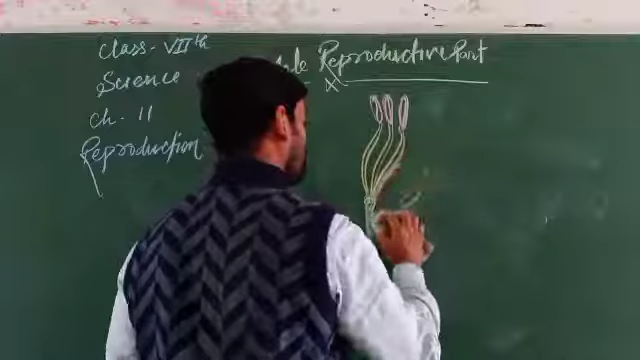 Class - VIIth
Science
Ch. 11
Reproduction
Reproductive Part